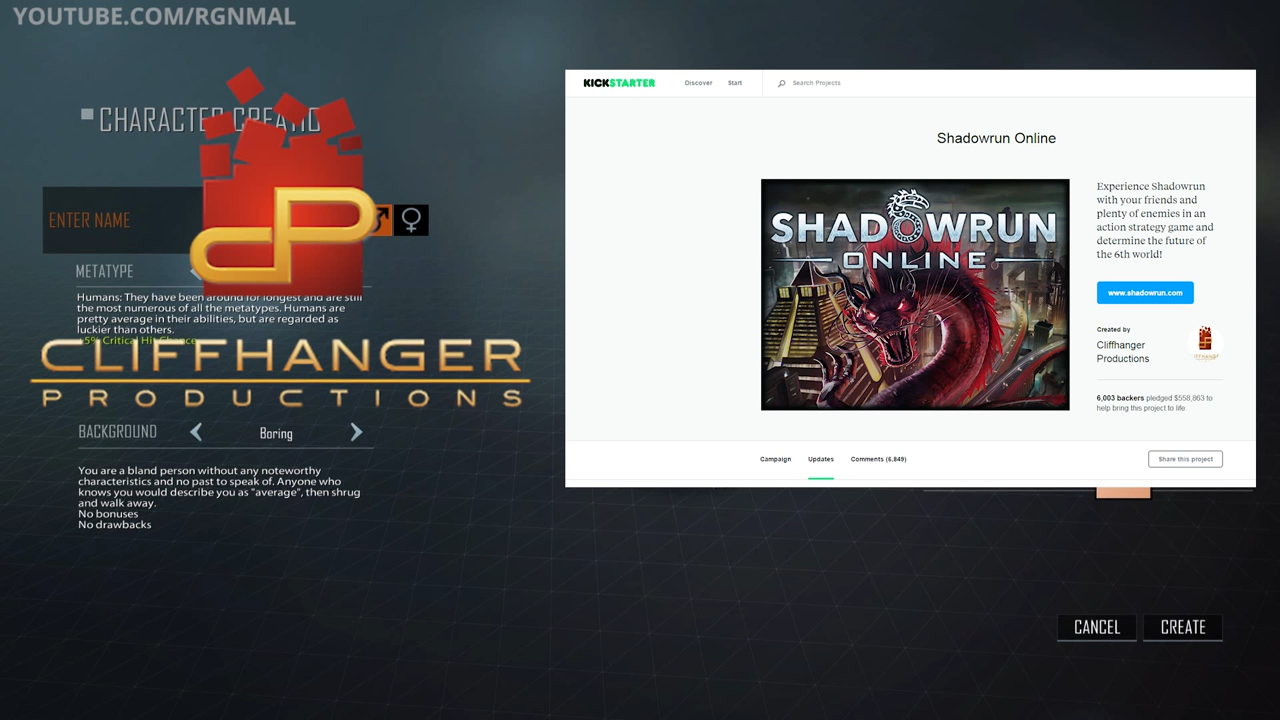 YOUTUBE.COM/RGNMAL
CHARACTER CREATIO
ENTER NAME
METATYPE
Humans: They have been around for longest and are still
the most numerous of all the metatypes. Humans are
pretty average in their abilities, but are regarded as
luckier than others.
5% Critical Hit Chance
CLIFFHANGER
PRODUCTIONS
BACKGROUND
Boring
You are a bland person without any noteworthy
characteristics and no past to speak of. Anyone who
knows you would describe you as "average", then shrug
and walk away.
No bonuses
No drawbacks
KICKSTARTER
Discover
Start
Search Projects
Shadowrun Online
SHADOWRUN
ONLINE
Experience Shadowrun
with your friends and
plenty of enemies in an
action strategy game and
determine the future of
the 6th world!
www.shadowrun.com
Created by
Cliffhanger
Productions
6,003 backers pledged $558,863 to
help bring this project to life.
Campaign
Updates
Comments (6,849)
Share this project
CANCEL
CREATE